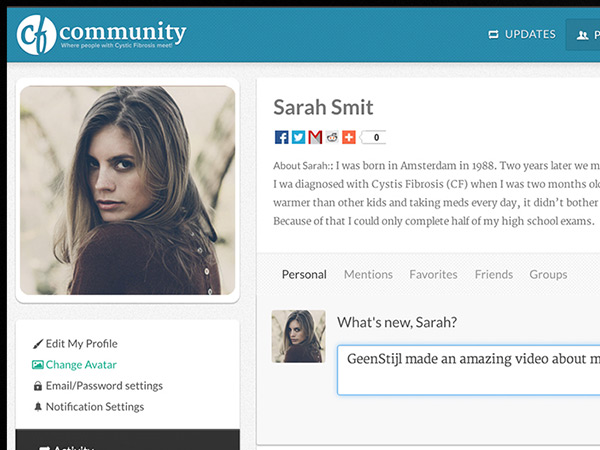 cf community
Where people with Cystic Fibrosis meet!
UPDATES
Sarah Smit
0
About Sarah:: I was born in Amsterdam in 1988. Two years later we m
I wa diagnosed with Cystis Fibrosis (CF) when I was two months old
warmer than other kids and taking meds every day, it didn't bother
Because of that I could only complete half of my high school exams.
Personal Mentions Favorites Friends Groups
What's new, Sarah?
GeenStijl made an amazing video about m
Edit My Profile
Change Avatar
Email/Password settings
Notification Settings
Activity